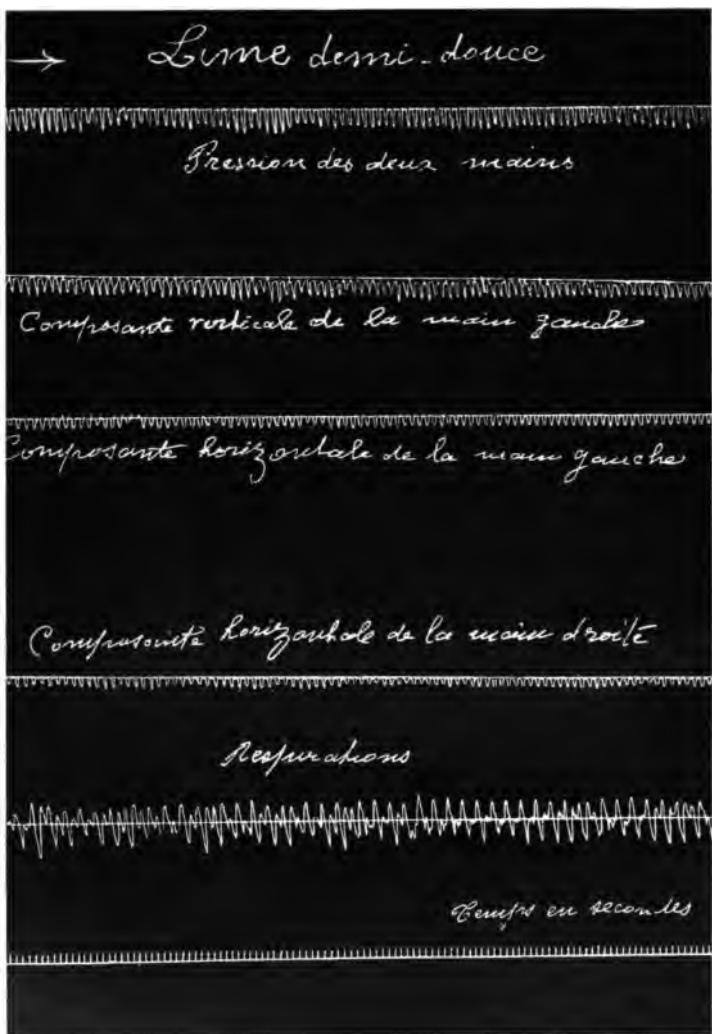 Lime demi-douce
Pression des deux mains
Composante verticale de la main gauche
Composante horizontale de la main gauche
Composante horizontale de la main droite
Respirations
Temps en secondes